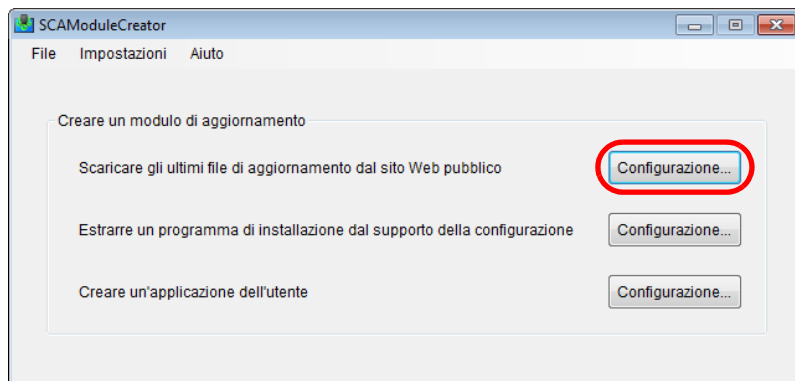 SCAModuleCreator
File Impostazioni Aiuto
Creare un modulo di aggiornamento
Scaricare gli ultimi file di aggiornamento dal sito Web pubblico Configurazione...
Estrarre un programma di installazione dal supporto della configurazione Configurazione...
Creare un'applicazione dell'utente Configurazione...